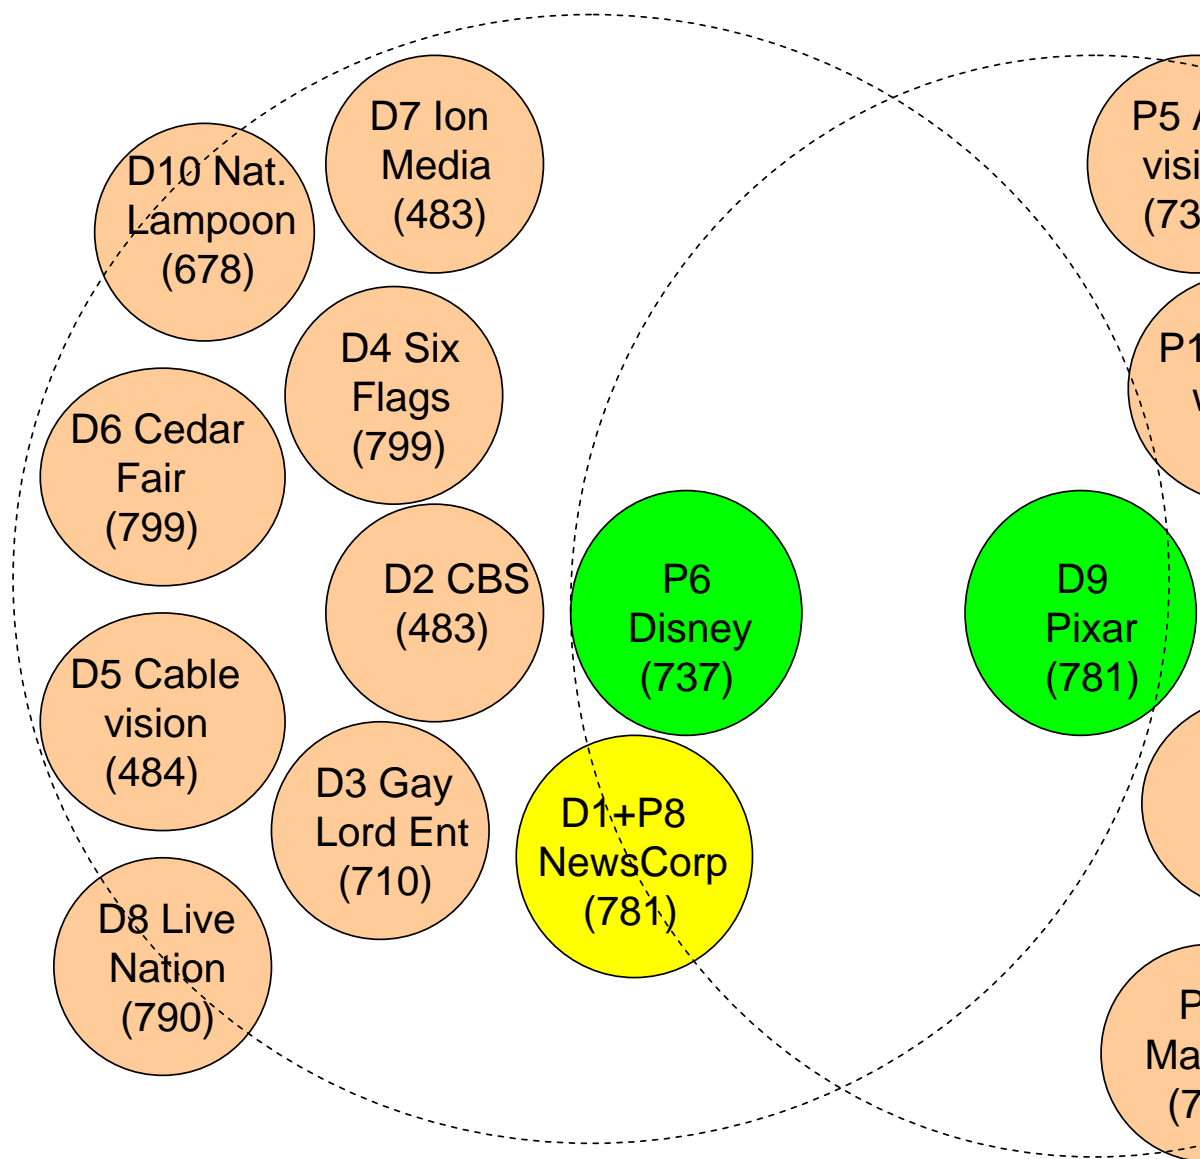 D7 Ion
Media
(483)
D10 Nat.
Lampoon
(678)
D4 Six
Flags
(799)
D6 Cedar
Fair
(799)
D2 CBS
(483)
P6
Disney
(737)
D9
Pixar
(781)
D5 Cable
vision
(484)
D3 Gay
Lord Ent
(710)
D1+P8
NewsCorp
(781)
D8 Live
Nation
(790)
P5